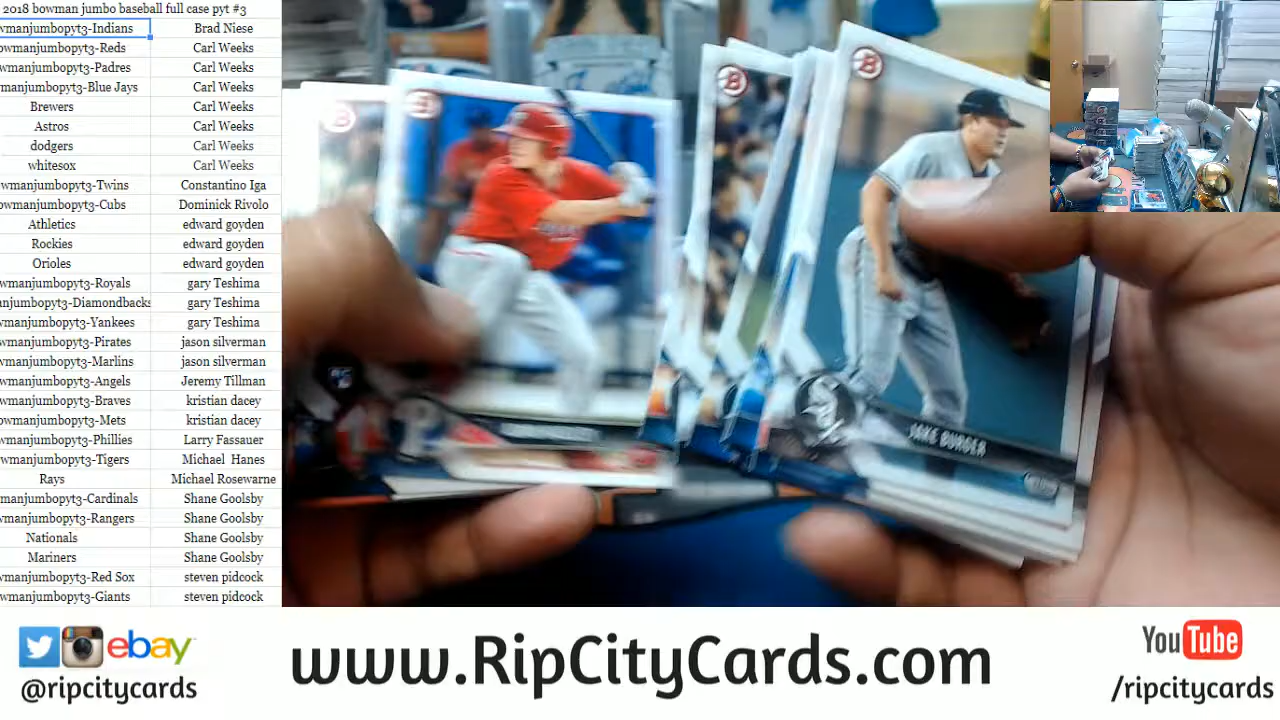 2018 bowman jumbo baseball full case pyt #3
wmanjumbopyt3-Indians Brad Niese
owmanjumbopyt3-Reds Carl Weeks
wmanjumbopyt3-Padres Carl Weeks
wmanjumbopyt3-Blue Jays Carl Weeks
Brewers Carl Weeks
Astros Carl Weeks
dodgers Carl Weeks
whitesox Carl Weeks
wmanjumbopyt3-Twins Constantino Iga
owmanjumbopyt3-Cubs Dominick Rivolo
Athletics edward goyden
Rockies edward goyden
Orioles edward goyden
wmanjumbopyt3-Royals gary Teshima
anjumbopyt3-Diamondbacks gary Teshima
wmanjumbopyt3-Yankees gary Teshima
wmanjumbopyt3-Pirates jason silverman
wmanjumbopyt3-Marlins jason silverman
wmanjumbopyt3-Angels Jeremy Tillman
wmanjumbopyt3-Braves kristian dacey
owmanjumbopyt3-Mets kristian dacey
wmanjumbopyt3-Phillies Larry Fassauer
wmanjumbopyt3-Tigers Michael Hanes
Rays Michael Rosewarne
manjumbopyt3-Cardinals Shane Goolsby
wmanjumbopyt3-Rangers Shane Goolsby
Nationals Shane Goolsby
Mariners Shane Goolsby
wmanjumbopyt3-Red Sox steven pidcock
wmanjumbopyt3-Giants steven pidcock
B
B
B
B
JAKE BURGER
ebay
@ripcitycards
www.RipCityCards.com
YouTube
/ripcitycards